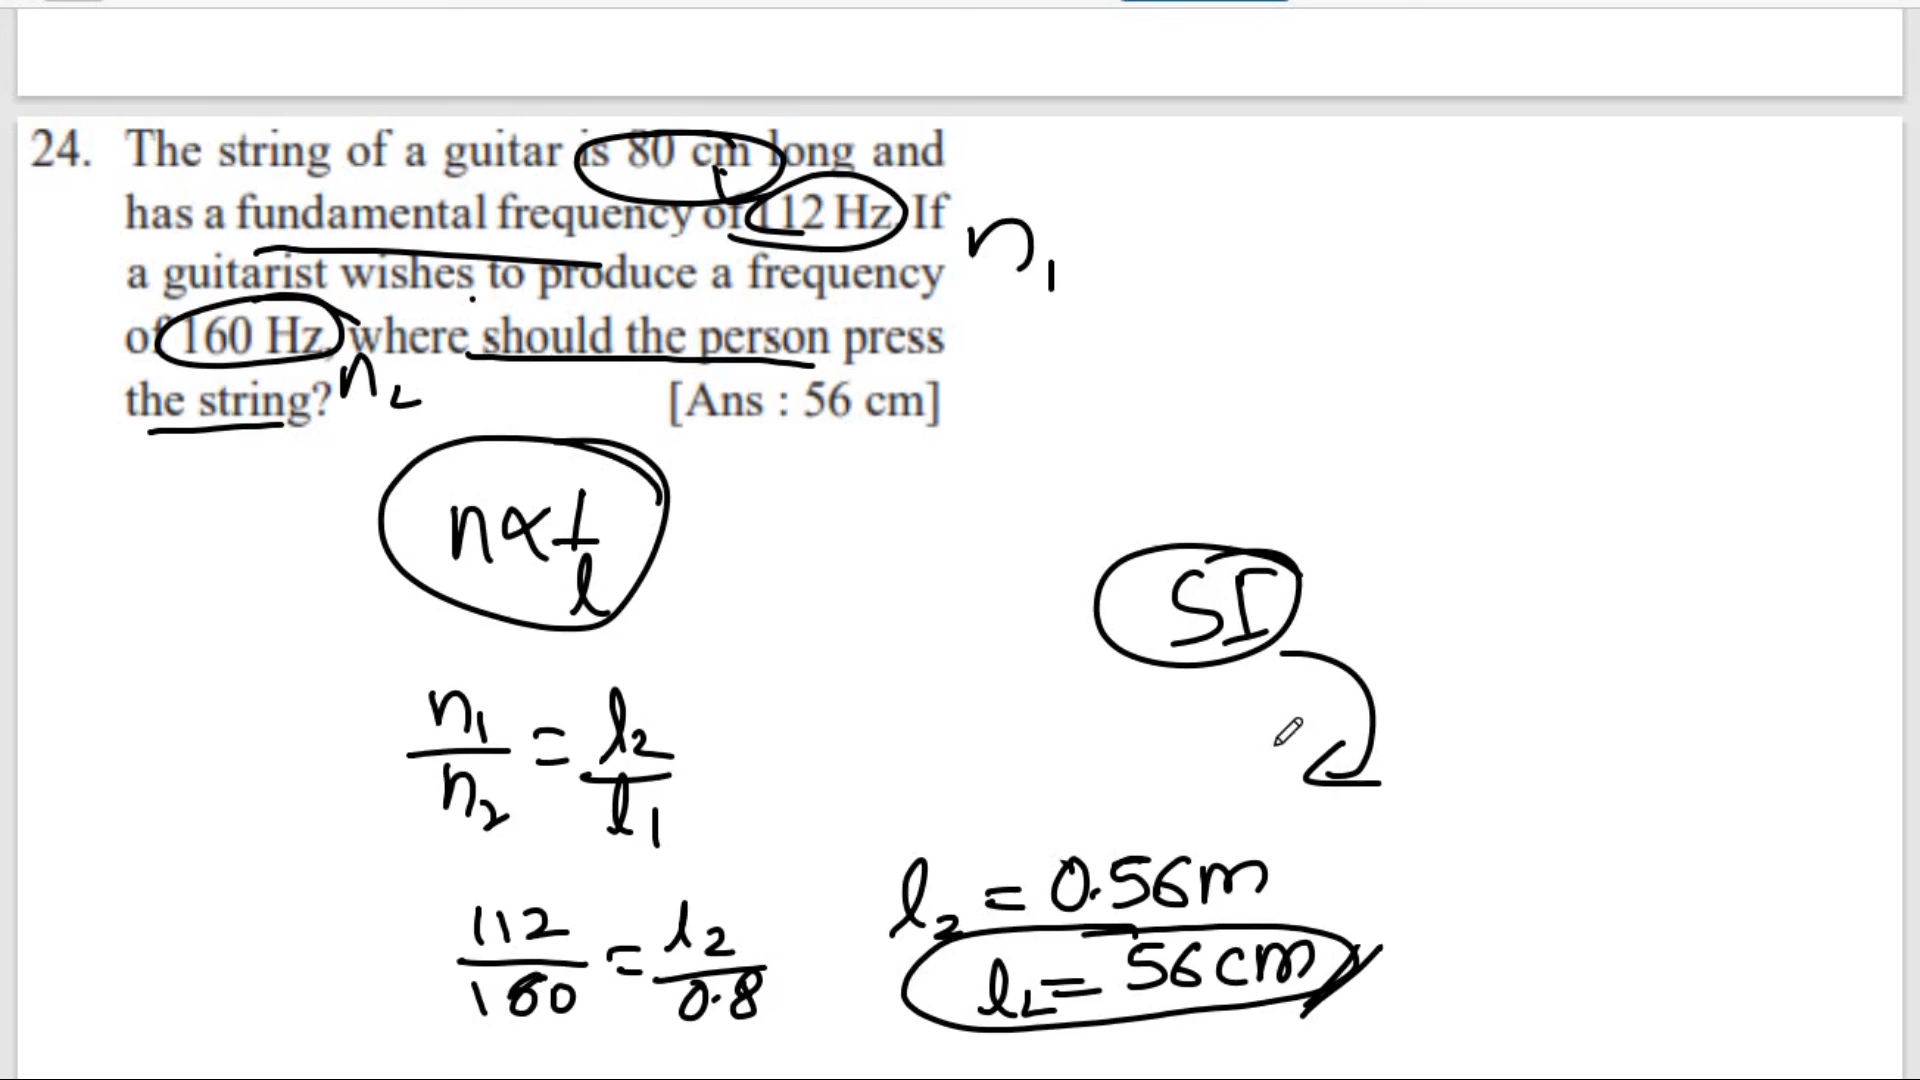 24. The string of a guitar is 80 cm long and
has a fundamental frequency of 112 Hz. If
a guitarist wishes to produce a frequency
of 160 Hz, where should the person press
the string? [Ans : 56 cm]
n₁
n₂
n∝1/l
SI
n₁/n₂ = l₂/l₁
112/160 = l₂/0.8
l₂ = 0.56m
l₂ = 56cm